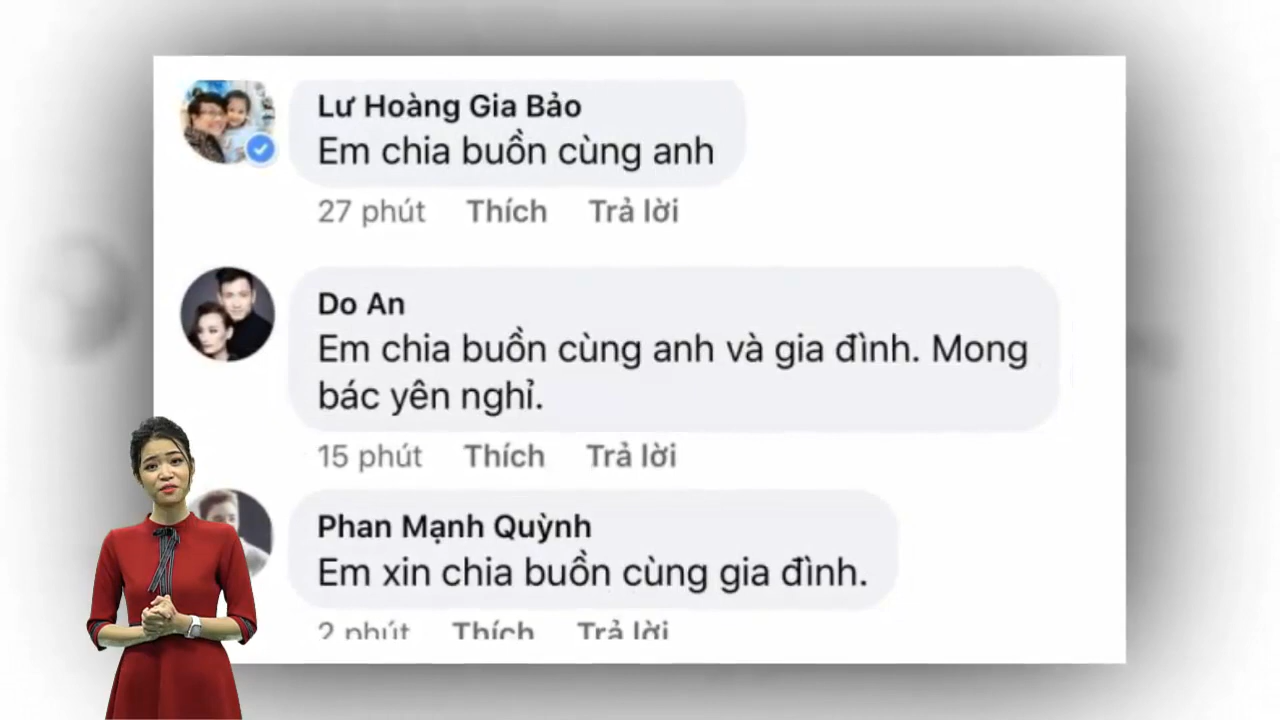 Lư Hoàng Gia Bảo
Em chia buồn cùng anh
27 phút Thích Trả lời
Do An
Em chia buồn cùng anh và gia đình. Mong
bác yên nghỉ.
15 phút Thích Trả lời
Phan Mạnh Quỳnh
Em xin chia buồn cùng gia đình.
2 phút Thích Trả lời